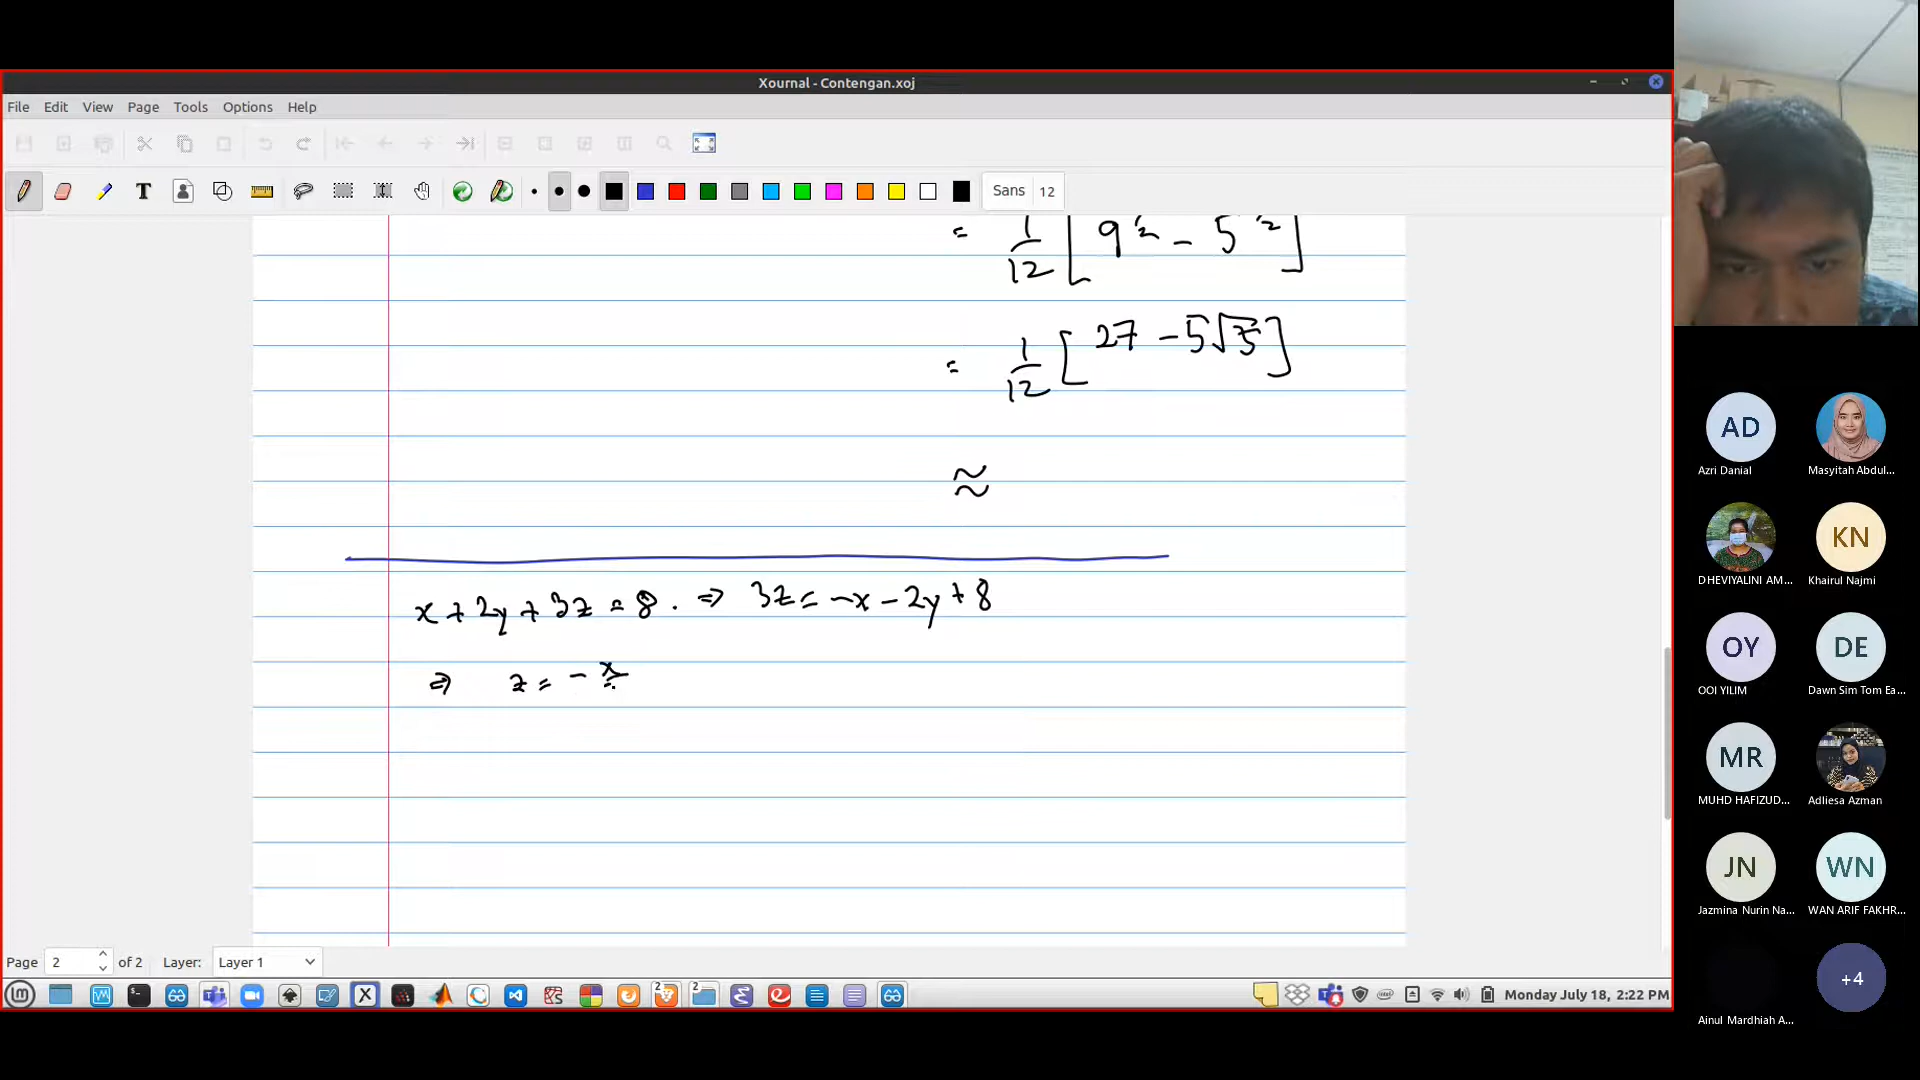 Xournal - Contengan.xoj
File Edit View Page Tools Options Help
T Sans 12
= 1/12 [ 9^{3/2} - 5^{3/2} ]
= 1/12 [ 27 - 5√5 ]
≈
x + 2y + 3z = 8 . ⇒ 3z = -x - 2y + 8
⇒ z = - x
AD
Azri Danial
Masyitah Abdul...
DHEVIYALINI AM...
KN
Khairul Najmi
OY
OOI YILIM
DE
Dawn Sim Tom Ea...
MR
MUHD HAFIZUD...
Adliesa Azman
JN
Jazmina Nurin Na...
WN
WAN ARIF FAKHR...
Ainul Mardhiah A...
+4
Page 2 of 2 Layer: Layer 1
Monday July 18, 2:22 PM